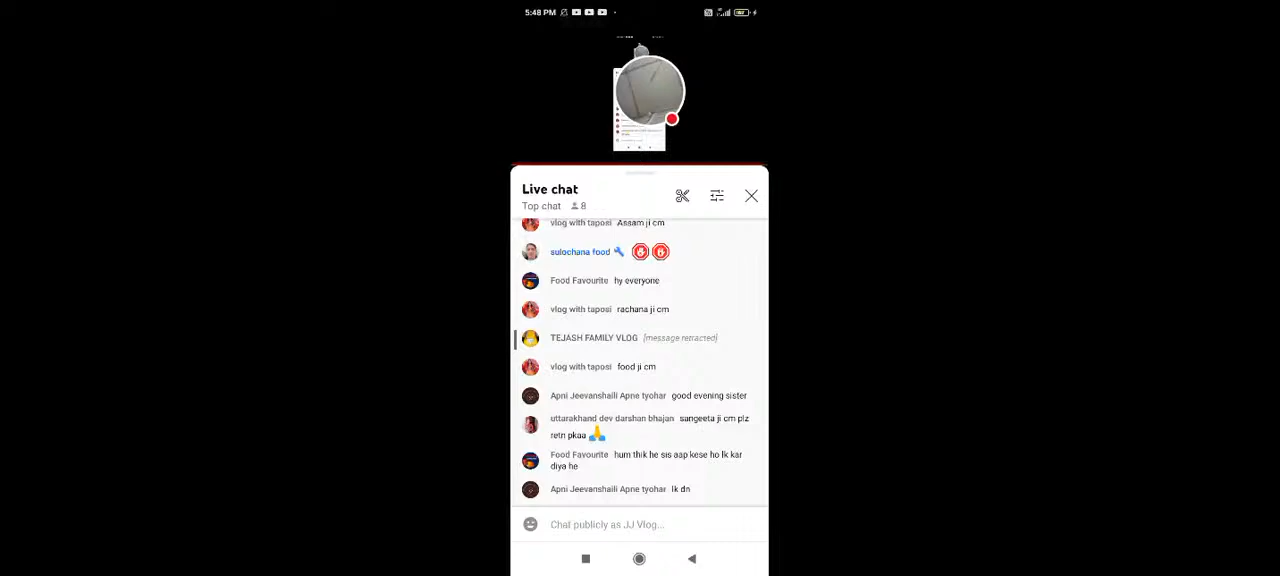 5:48 PM
Live chat
Top chat 8
vlog with taposi Assam ji cm
sulochana food
Food Favourite hy everyone
vlog with taposi rachana ji cm
TEJASH FAMILY VLOG [message retracted]
vlog with taposi food ji cm
Apni Jeevanshaili Apne tyohar good evening sister
uttarakhand dev darshan bhajan sangeeta ji cm plz
retn pkaa 🙏
Food Favourite hum thik he sis aap kese ho lk kar
diya he
Apni Jeevanshaili Apne tyohar lk dn
Chat publicly as JJ Vlog...